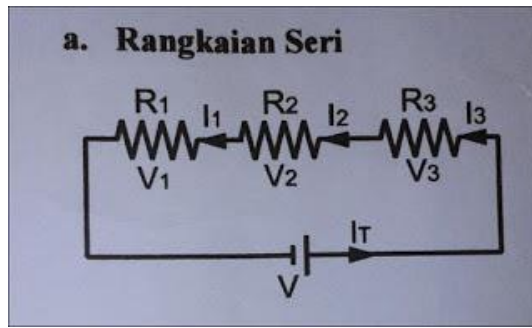 a. Rangkaian Seri
R1 I1 R2 I2 R3 I3
V1 V2 V3
IT
V